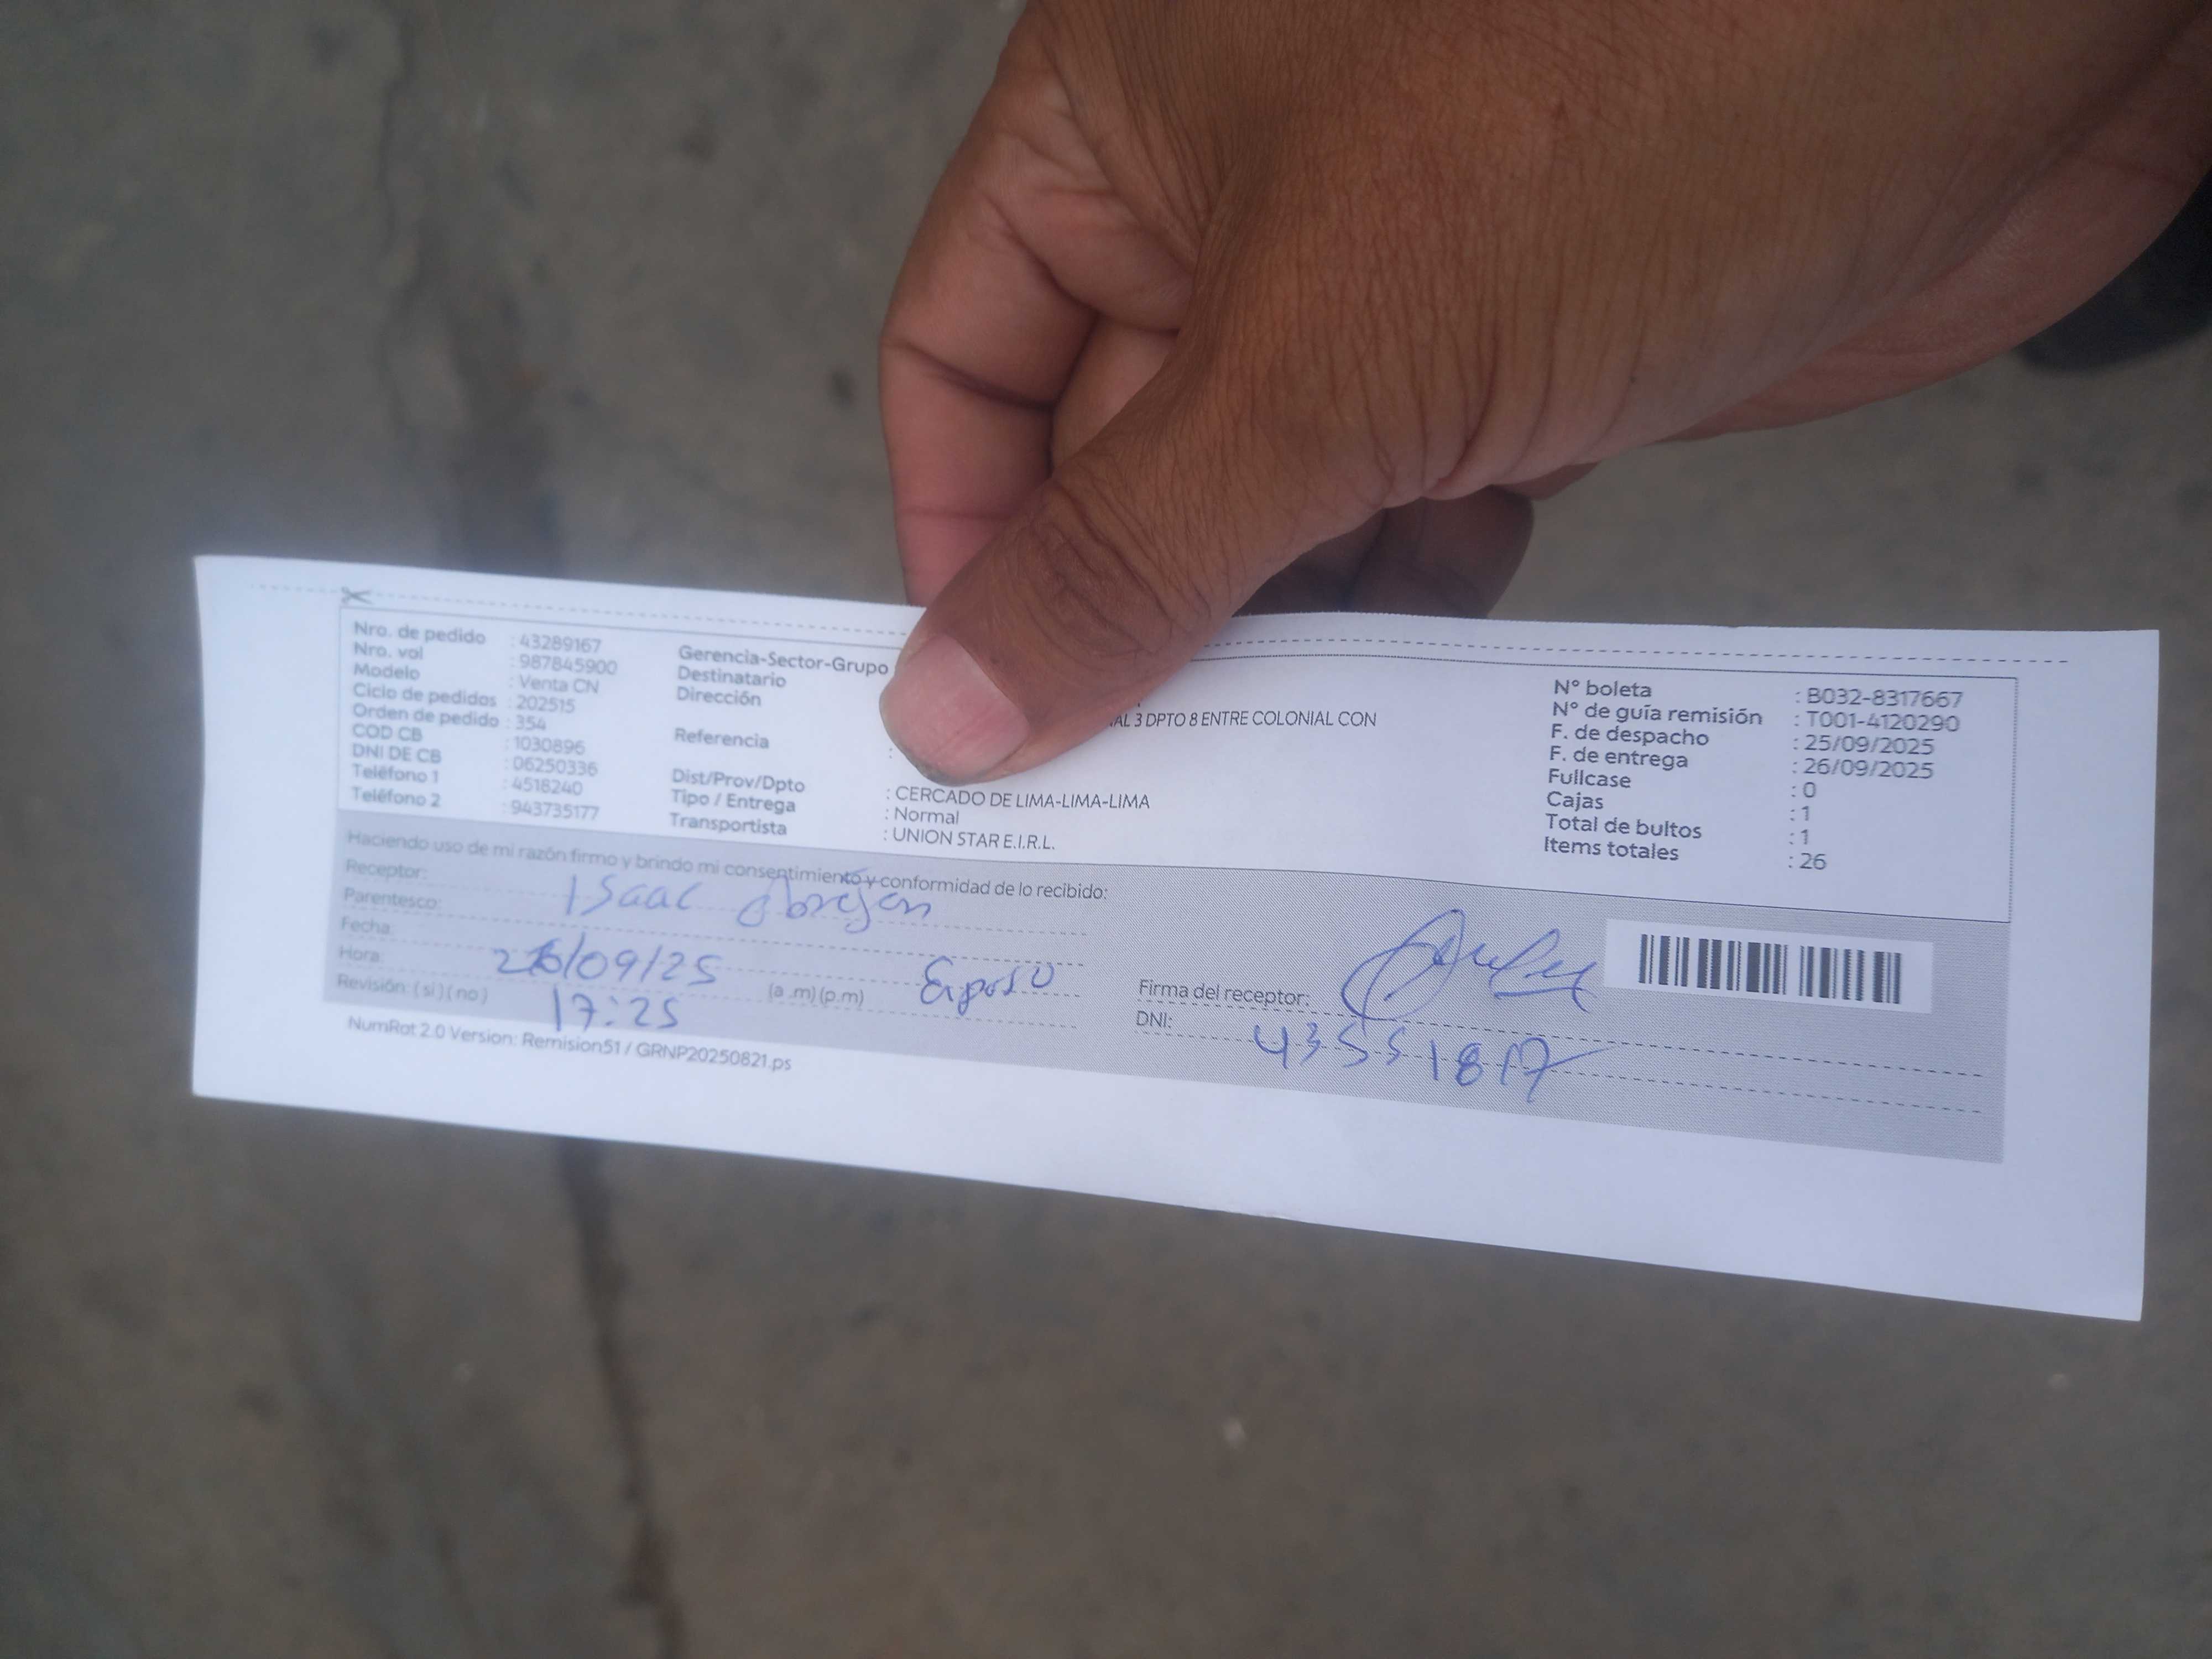 Nro. de pedido : 43289167
Nro. vol : 987845900
Modelo : Venta CN
Ciclo de pedidos : 202515
Orden de pedido : 354
COD CB : 1030896
DNI DE CB : 06250336
Teléfono 1 : 4518240
Teléfono 2 : 943735177
Gerencia-Sector-Grupo
Destinatario
Dirección
AL 3 DPTO 8 ENTRE COLONIAL CON
Referencia :
Dist/Prov/Dpto : CERCADO DE LIMA-LIMA-LIMA
Tipo / Entrega : Normal
Transportista : UNION STAR E.I.R.L.
N° boleta : B032-8317667
N° de guía remisión : T001-4120290
F. de despacho : 25/09/2025
F. de entrega : 26/09/2025
Fullcase : 0
Cajas : 1
Total de bultos : 1
Items totales : 26
Haciendo uso de mi razón firmo y brindo mi consentimiento y conformidad de lo recibido:
Receptor: Isaac Obregon
Parentesco: Esposo
Fecha: 26/09/25
Hora: 17:25 (a .m) (p.m)
Revisión: ( si ) ( no )
Firma del receptor:
DNI: 43551817
NumRot 2.0 Version: Remision51 / GRNP20250821.ps